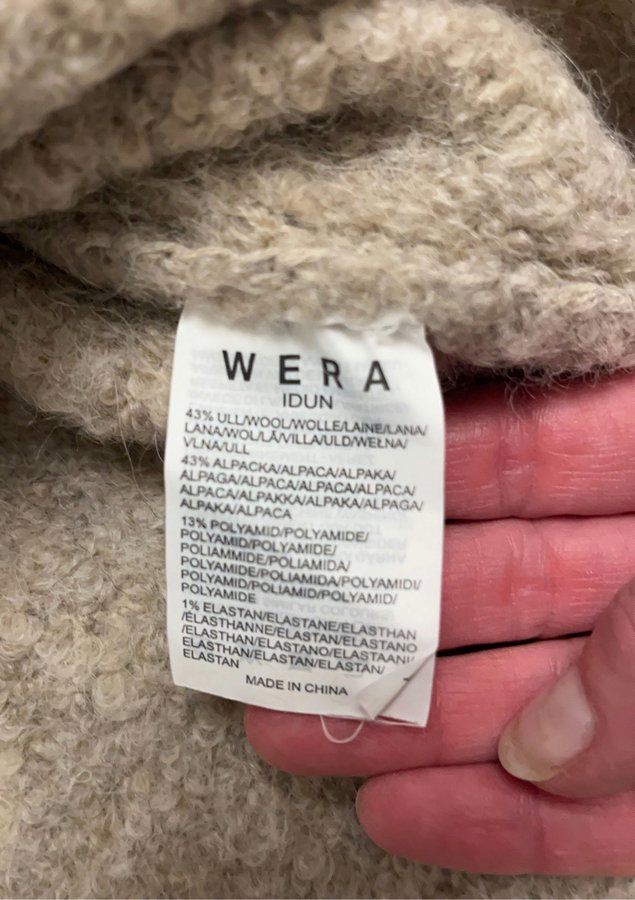 WERA
IDUN
43% ULL/WOOL/WOLLE/LAINE/LANA/
LANA/WOL/LÃ/VILLA/ULD/WEŁNA/
VLNA/ULL
43% ALPACKA/ALPACA/ALPAKA/
ALPAGA/ALPACA/ALPACA/ALPACA/
ALPACA/ALPAKKA/ALPAKA/ALPAGA/
ALPAKA/ALPACA
13% POLYAMID/POLYAMIDE/
POLYAMID/POLYAMIDE/
POLIAMMIDE/POLIAMIDA/
POLYAMIDE/POLIAMIDA/POLYAMIDI/
POLYAMID/POLIAMID/POLYAMID/
POLYAMIDE
1% ELASTAN/ELASTANE/ELASTHAN
/ÉLASTHANNE/ELASTAN/ELASTANO
/ELASTHAN/ELASTANO/ELASTAANI/
ELASTHAN/ELASTAN/ELASTAN/
ELASTAN
MADE IN CHINA